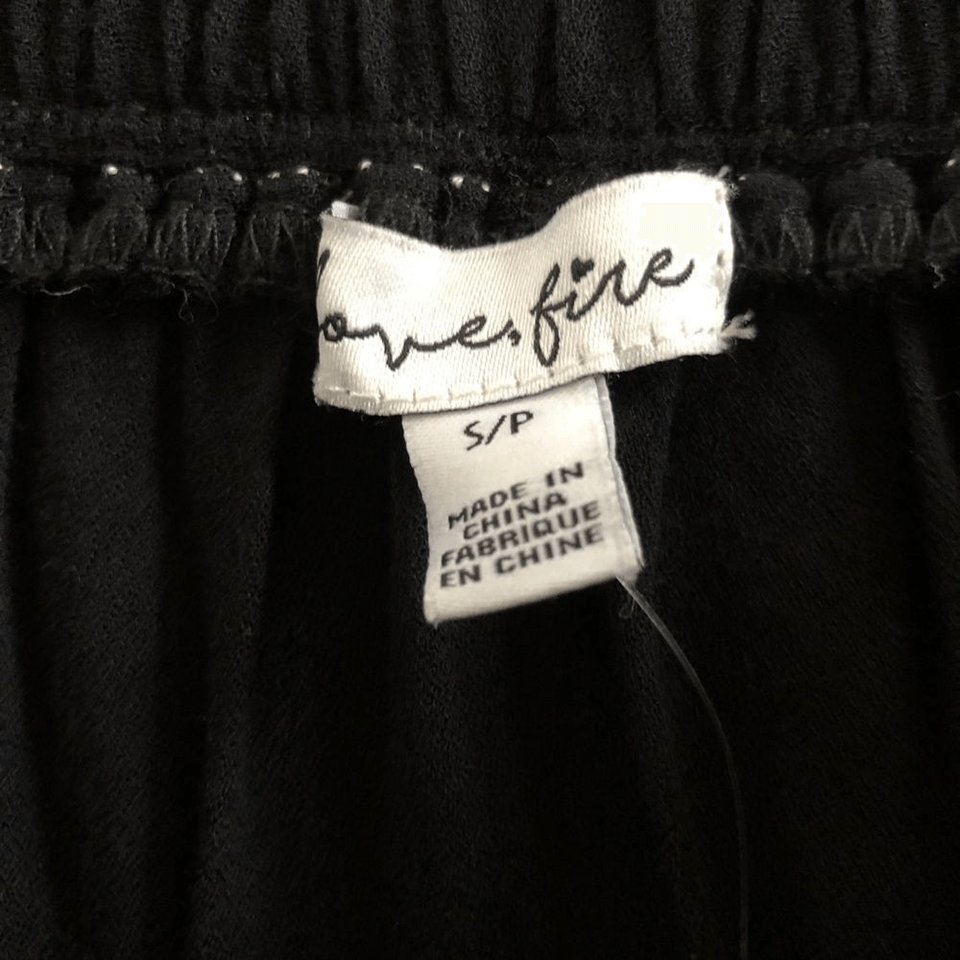 love, fire
S/P
MADE IN
CHINA
FABRIQUE
EN CHINE